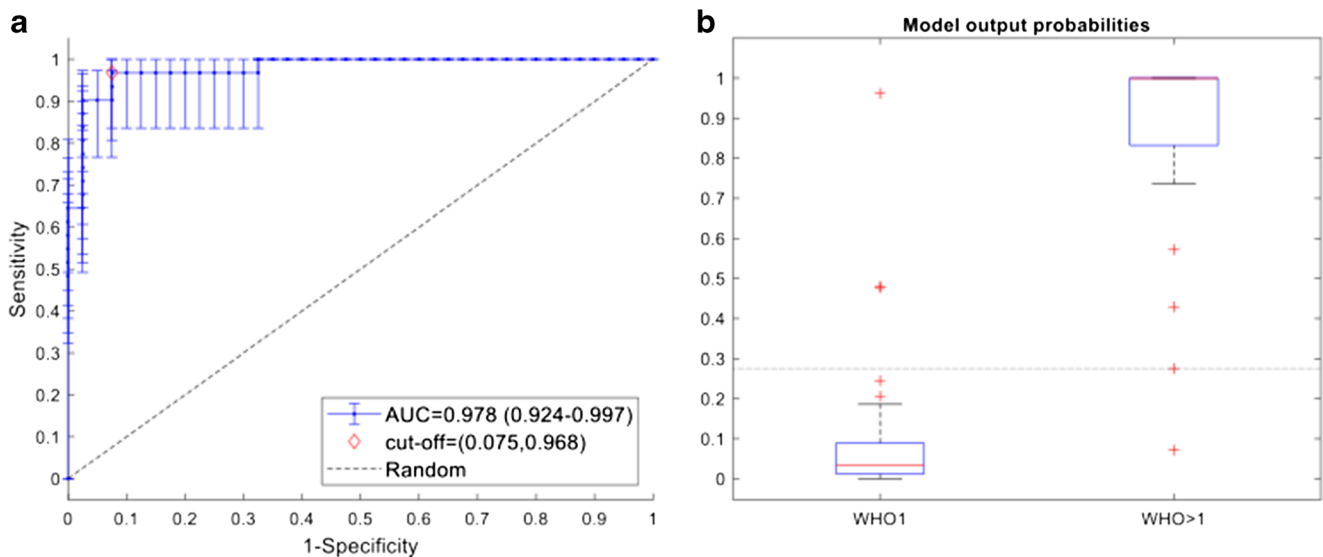 a
1
0.9
0.8
0.7
0.6
0.5
0.4
0.3
0.2
0.1
0
Sensitivity
AUC=0.978 (0.924-0.997)
cut-off=(0.075,0.968)
Random
0 0.1 0.2 0.3 0.4 0.5 0.6 0.7 0.8 0.9 1
1-Specificity
b
Model output probabilities
1
0.9
0.8
0.7
0.6
0.5
0.4
0.3
0.2
0.1
0
WHO1 WHO>1